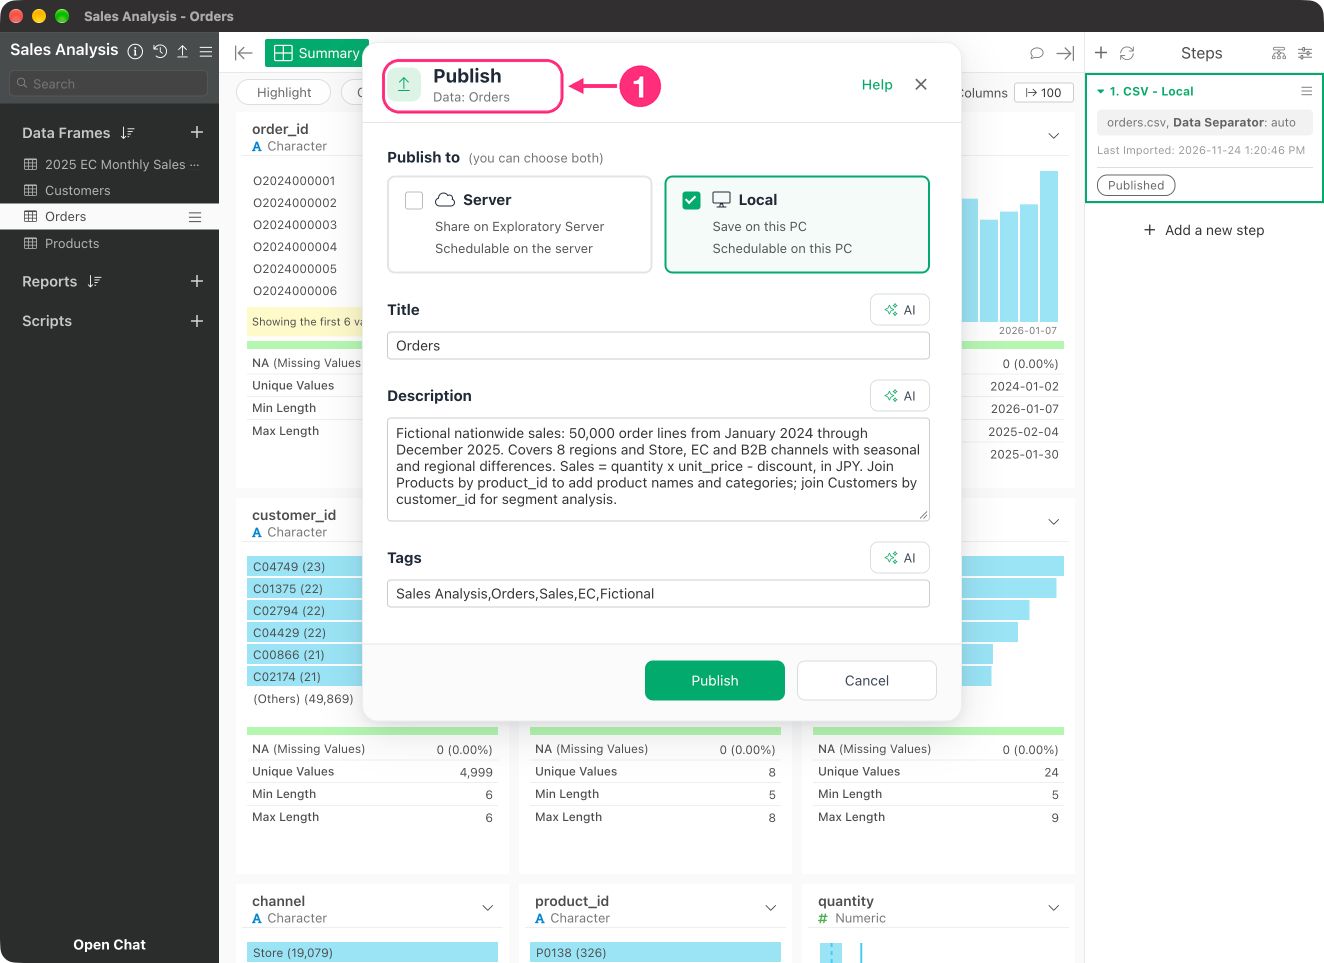 Sales Analysis - Orders
Sales Analysis
Search
Data Frames
2025 EC Monthly Sales ···
Customers
Orders
Products
Reports
Scripts
Open Chat
Summary
Highlight
Columns
100
order_id
A Character
O2024000001
O2024000002
O2024000003
O2024000004
O2024000005
O2024000006
Showing the first 6 va
NA (Missing Values
Unique Values
Min Length
Max Length
2026-01-07
0 (0.00%)
2024-01-02
2026-01-07
2025-02-04
2025-01-30
Publish
Data: Orders
1
Help
Publish to (you can choose both)
Server
Share on Exploratory Server
Schedulable on the server
Local
Save on this PC
Schedulable on this PC
Title
AI
Orders
Description
AI
Fictional nationwide sales: 50,000 order lines from January 2024 through
December 2025. Covers 8 regions and Store, EC and B2B channels with seasonal
and regional differences. Sales = quantity x unit_price - discount, in JPY. Join
Products by product_id to add product names and categories; join Customers by
customer_id for segment analysis.
Tags
AI
Sales Analysis,Orders,Sales,EC,Fictional
Publish
Cancel
customer_id
A Character
C04749 (23)
C01375 (22)
C02794 (22)
C04429 (22)
C00866 (21)
C02174 (21)
(Others) (49,869)
NA (Missing Values) 0 (0.00%)
Unique Values 4,999
Min Length 6
Max Length 6
NA (Missing Values) 0 (0.00%)
Unique Values 8
Min Length 5
Max Length 8
NA (Missing Values) 0 (0.00%)
Unique Values 24
Min Length 5
Max Length 9
channel
A Character
Store (19,079)
product_id
A Character
P0138 (326)
quantity
# Numeric
Steps
1. CSV - Local
orders.csv, Data Separator: auto
Last Imported: 2026-11-24 1:20:46 PM
Published
Add a new step